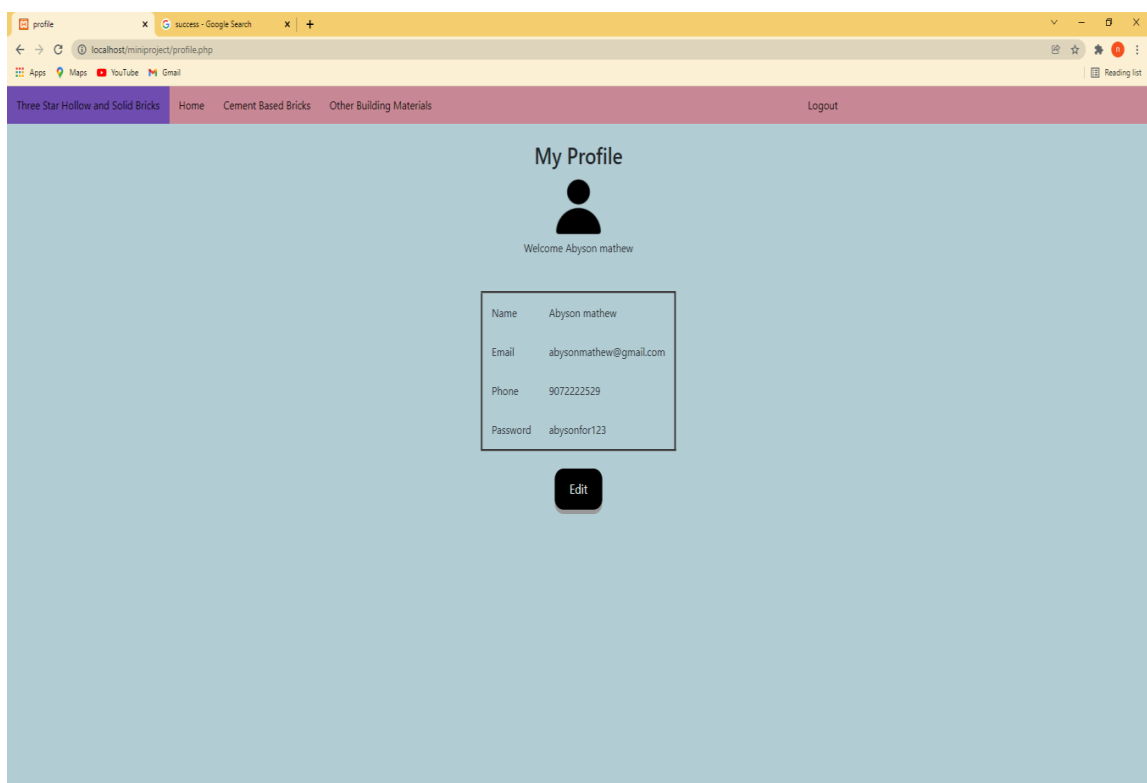 profile
success - Google Search
localhost/miniproject/profile.php
n
Apps Maps YouTube Gmail Reading list
Three Star Hollow and Solid Bricks Home Cement Based Bricks Other Building Materials Logout
My Profile
Welcome Abyson mathew
Name Abyson mathew
Email abysonmathew@gmail.com
Phone 9072222529
Password abysonfor123
Edit